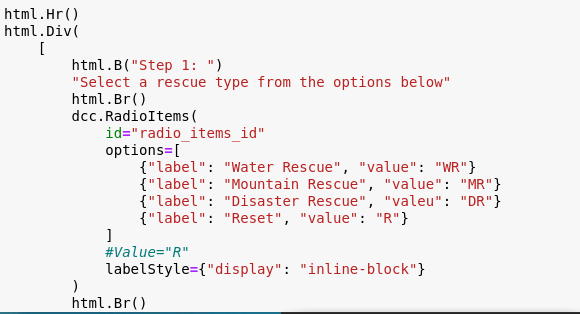 html.Hr()
html.Div(
    [
        html.B("Step 1: ")
        "Select a rescue type from the options below"
        html.Br()
        dcc.RadioItems(
            id="radio_items_id"
            options=[
                {"label": "Water Rescue", "value": "WR"}
                {"label": "Mountain Rescue", "value": "MR"}
                {"label": "Disaster Rescue", "valeu": "DR"}
                {"label": "Reset", "value": "R"}
            ]
            #Value="R"
            labelStyle={"display": "inline-block"}
        )
        html.Br()